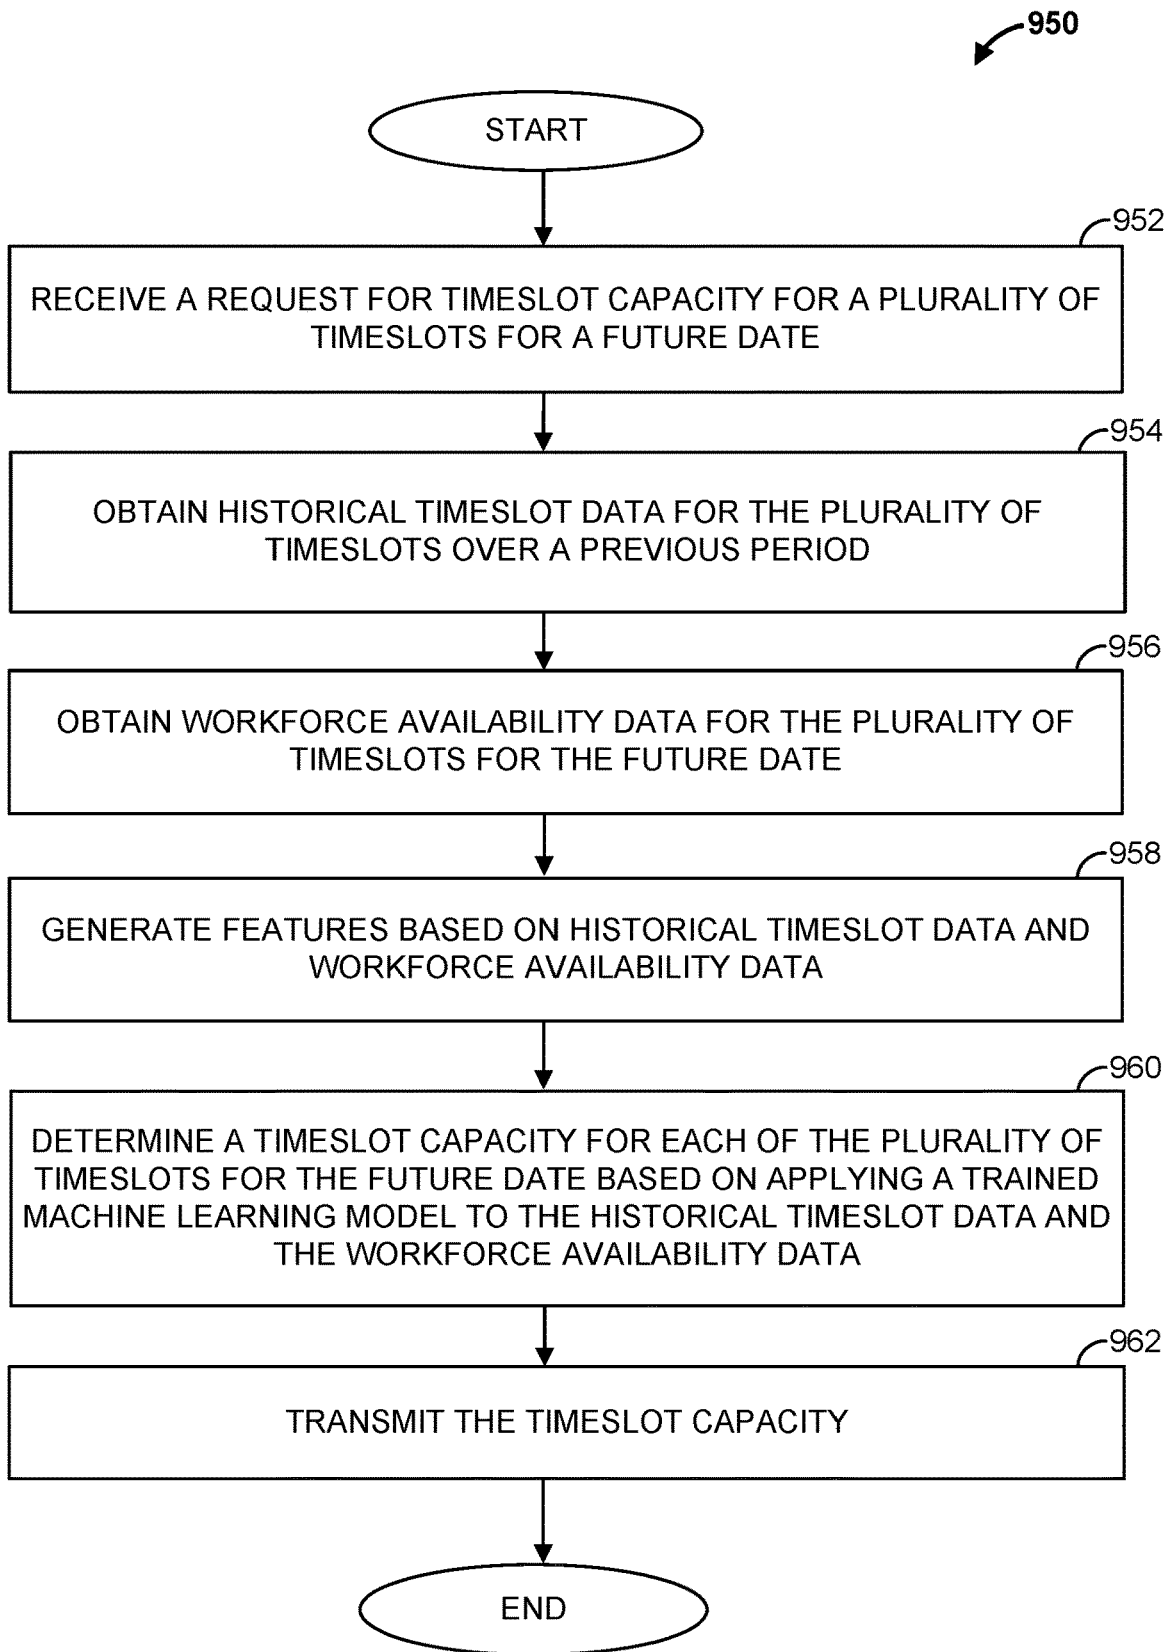 950
START
952
RECEIVE A REQUEST FOR TIMESLOT CAPACITY FOR A PLURALITY OF
TIMESLOTS FOR A FUTURE DATE
954
OBTAIN HISTORICAL TIMESLOT DATA FOR THE PLURALITY OF
TIMESLOTS OVER A PREVIOUS PERIOD
956
OBTAIN WORKFORCE AVAILABILITY DATA FOR THE PLURALITY OF
TIMESLOTS FOR THE FUTURE DATE
958
GENERATE FEATURES BASED ON HISTORICAL TIMESLOT DATA AND
WORKFORCE AVAILABILITY DATA
960
DETERMINE A TIMESLOT CAPACITY FOR EACH OF THE PLURALITY OF
TIMESLOTS FOR THE FUTURE DATE BASED ON APPLYING A TRAINED
MACHINE LEARNING MODEL TO THE HISTORICAL TIMESLOT DATA AND
THE WORKFORCE AVAILABILITY DATA
962
TRANSMIT THE TIMESLOT CAPACITY
END